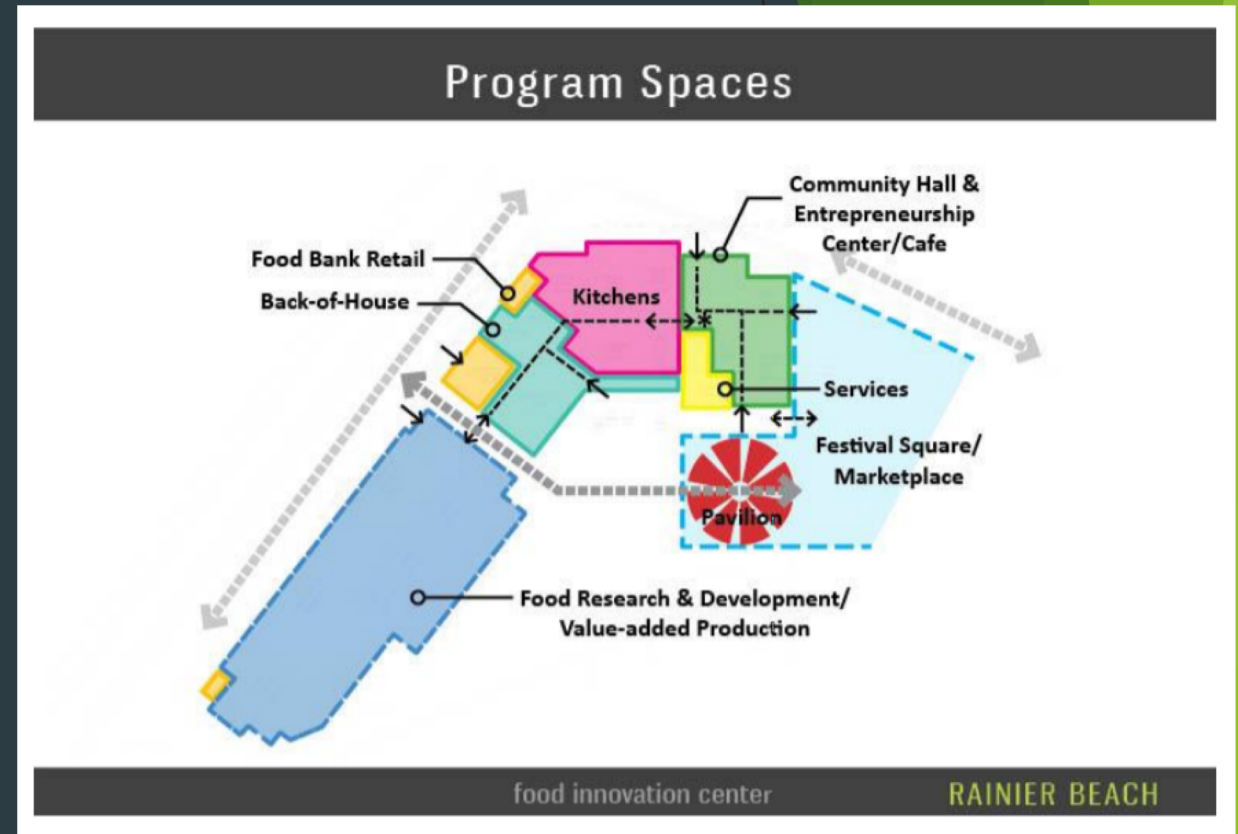 Program Spaces
Community Hall &
Entrepreneurship
Center/Cafe
Food Bank Retail
Back-of-House
Kitchens
Services
Festival Square/
Marketplace
Pavilion
Food Research & Development/
Value-added Production
food innovation center
RAINIER BEACH